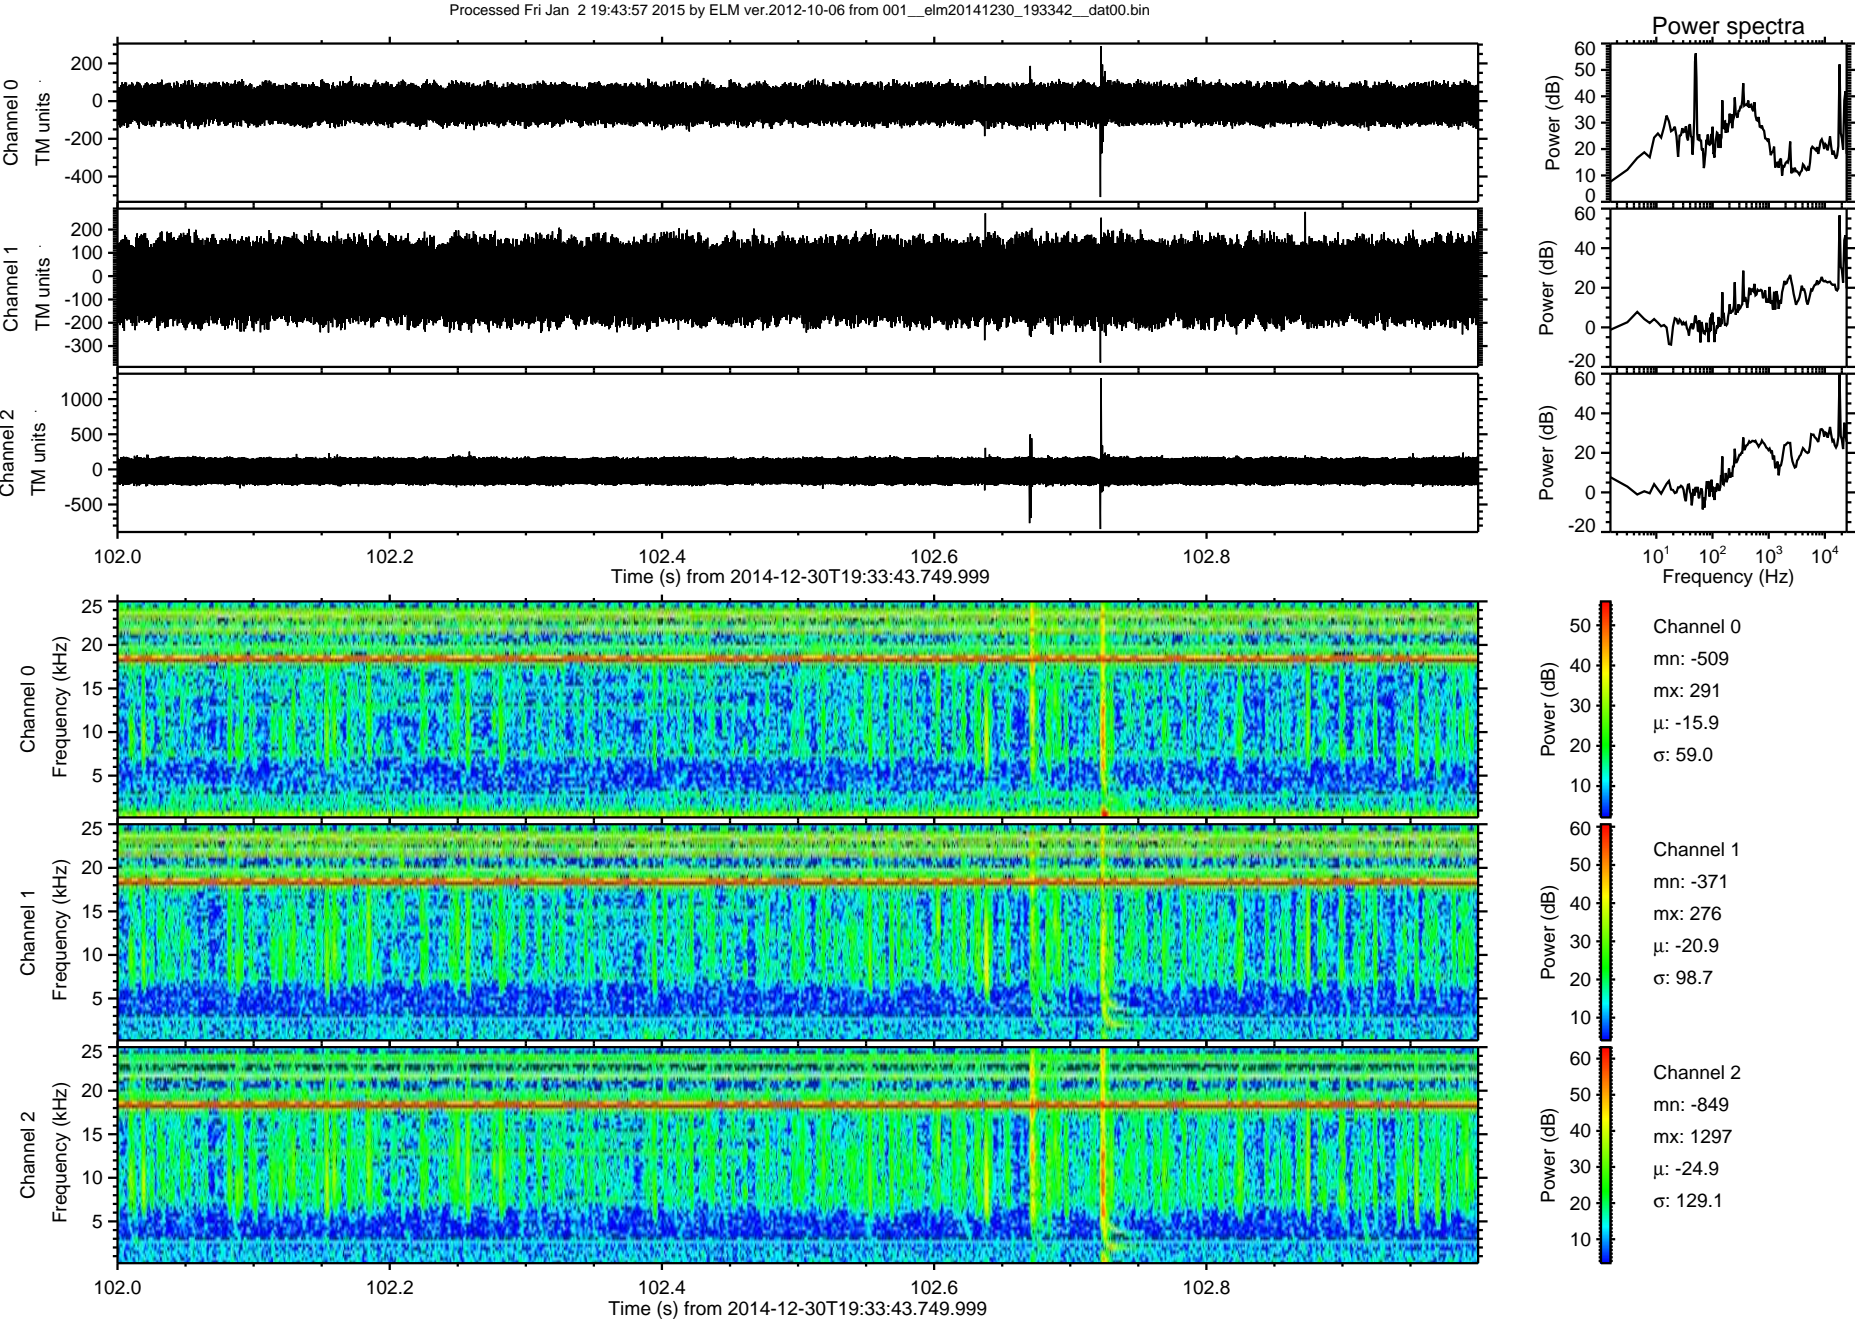 Processed Fri Jan  2 19:43:57 2015 by ELM ver.2012-10-06 from 001__elm20141230_193342__dat00.bin
Power spectra
Channel 0
TM units
200
0
-200
-400
Power (dB)
60
50
40
30
20
10
0
Channel 1
TM units
200
100
0
-100
-200
-300
Power (dB)
60
40
20
0
-20
Channel 2
TM units
1000
500
0
-500
Power (dB)
60
40
20
0
-20
102.0 102.2 102.4 102.6 102.8
Time (s) from 2014-12-30T19:33:43.749.999
10¹ 10² 10³ 10⁴
Frequency (Hz)
Channel 0
Frequency (kHz)
25
20
15
10
5
Power (dB)
50
40
30
20
10
Channel 0
mn: -509
mx: 291
μ: -15.9
σ: 59.0
Channel 1
Frequency (kHz)
25
20
15
10
5
Power (dB)
60
50
40
30
20
10
Channel 1
mn: -371
mx: 276
μ: -20.9
σ: 98.7
Channel 2
Frequency (kHz)
25
20
15
10
5
Power (dB)
60
50
40
30
20
10
Channel 2
mn: -849
mx: 1297
μ: -24.9
σ: 129.1
102.0 102.2 102.4 102.6 102.8
Time (s) from 2014-12-30T19:33:43.749.999